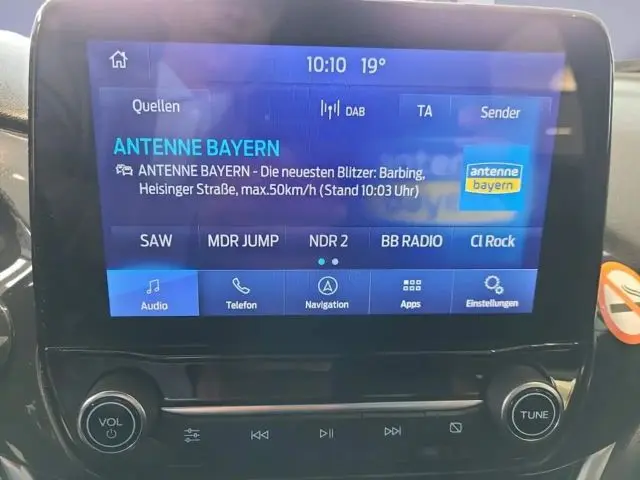 10:10 19°
Quellen
DAB
TA
Sender
ANTENNE BAYERN
ANTENNE BAYERN - Die neuesten Blitzer: Barbing,
Heisinger Straße, max.50km/h (Stand 10:03 Uhr)
antenne
bayern
SAW
MDR JUMP
NDR 2
BB RADIO
CI Rock
Audio
Telefon
Navigation
Apps
Einstellungen
VOL
TUNE